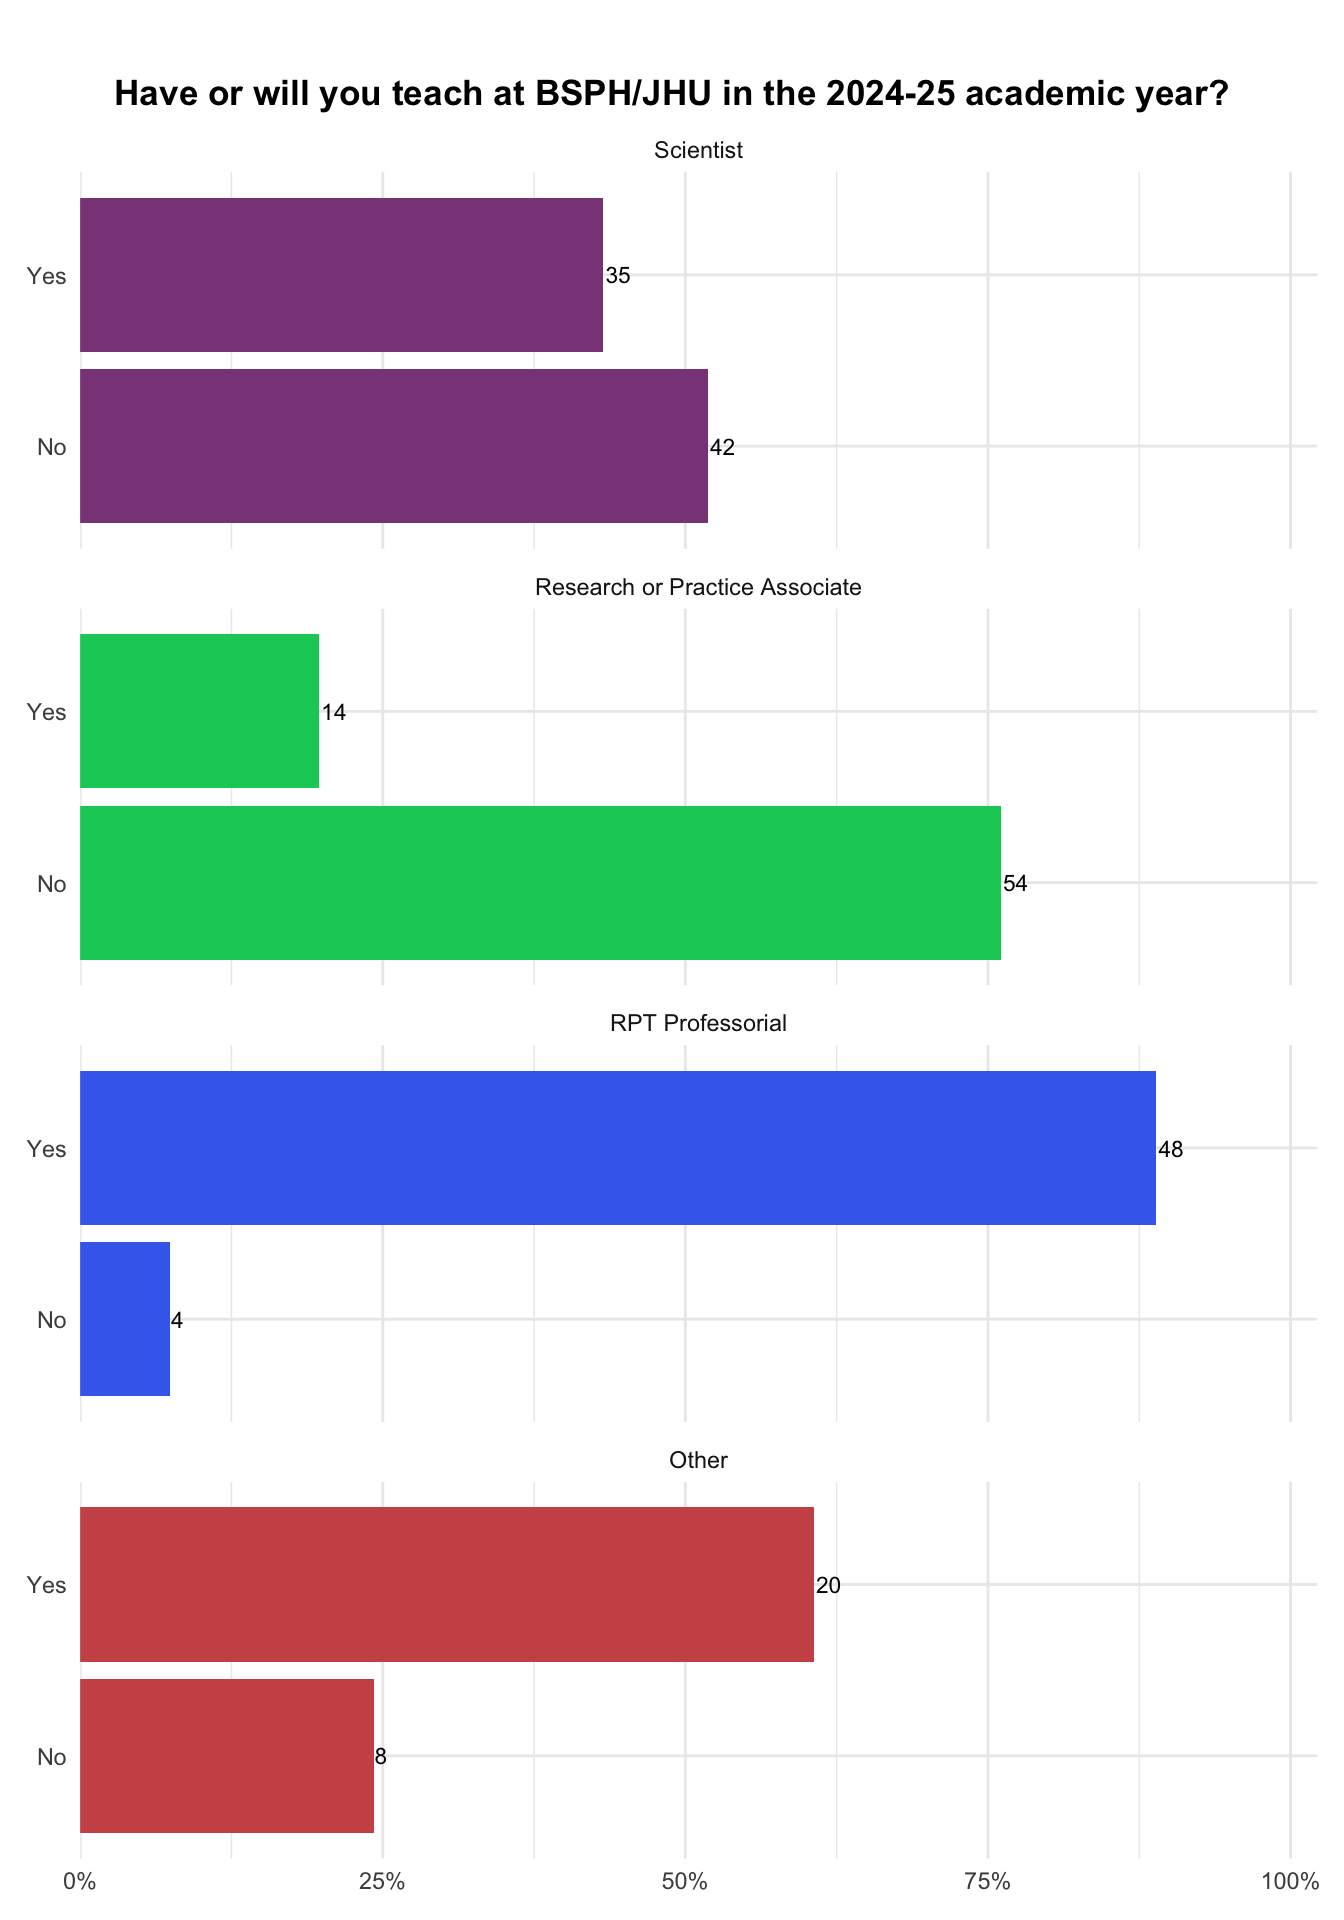 Have or will you teach at BSPH/JHU in the 2024-25 academic year?
Scientist
Yes
35
No
42
Research or Practice Associate
Yes
14
No
54
RPT Professorial
Yes
48
No
4
Other
Yes
20
No
8
0% 25% 50% 75% 100%